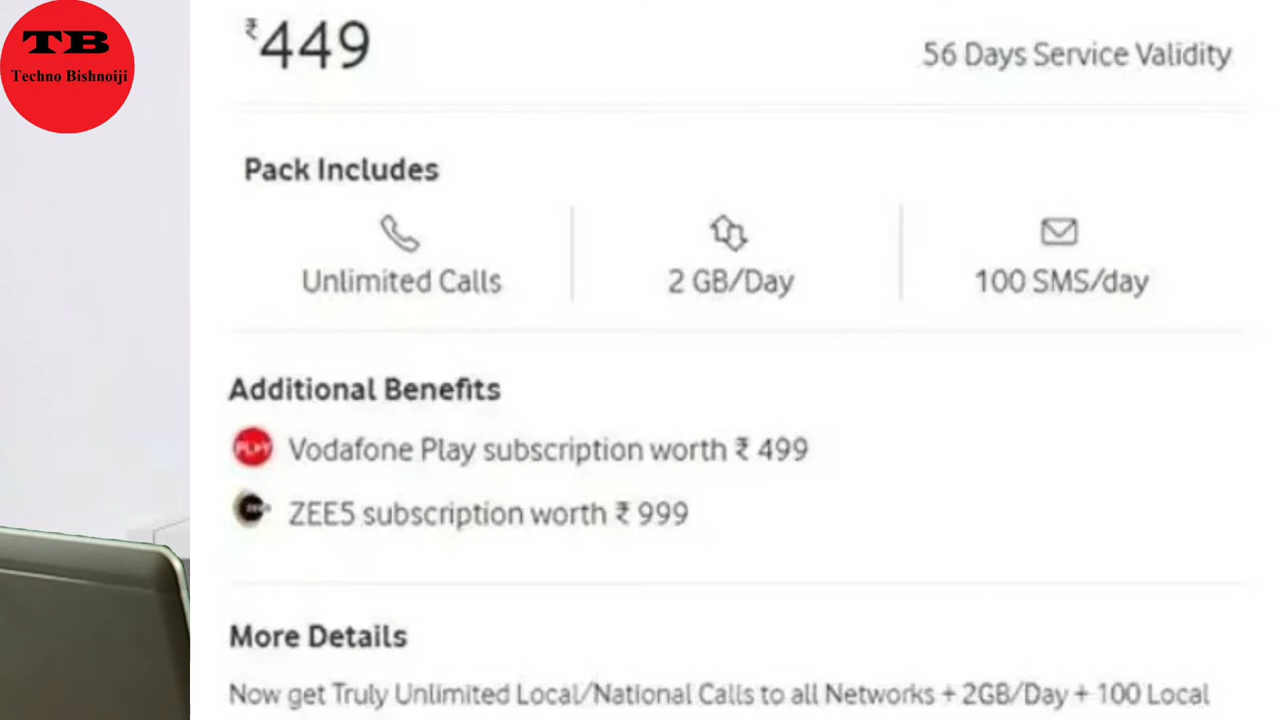 TB
Techno Bishnoiji
₹449
56 Days Service Validity
Pack Includes
Unlimited Calls
2 GB/Day
100 SMS/day
Additional Benefits
PLAY
Vodafone Play subscription worth ₹ 499
ZEE5 subscription worth ₹ 999
More Details
Now get Truly Unlimited Local/National Calls to all Networks + 2GB/Day + 100 Local